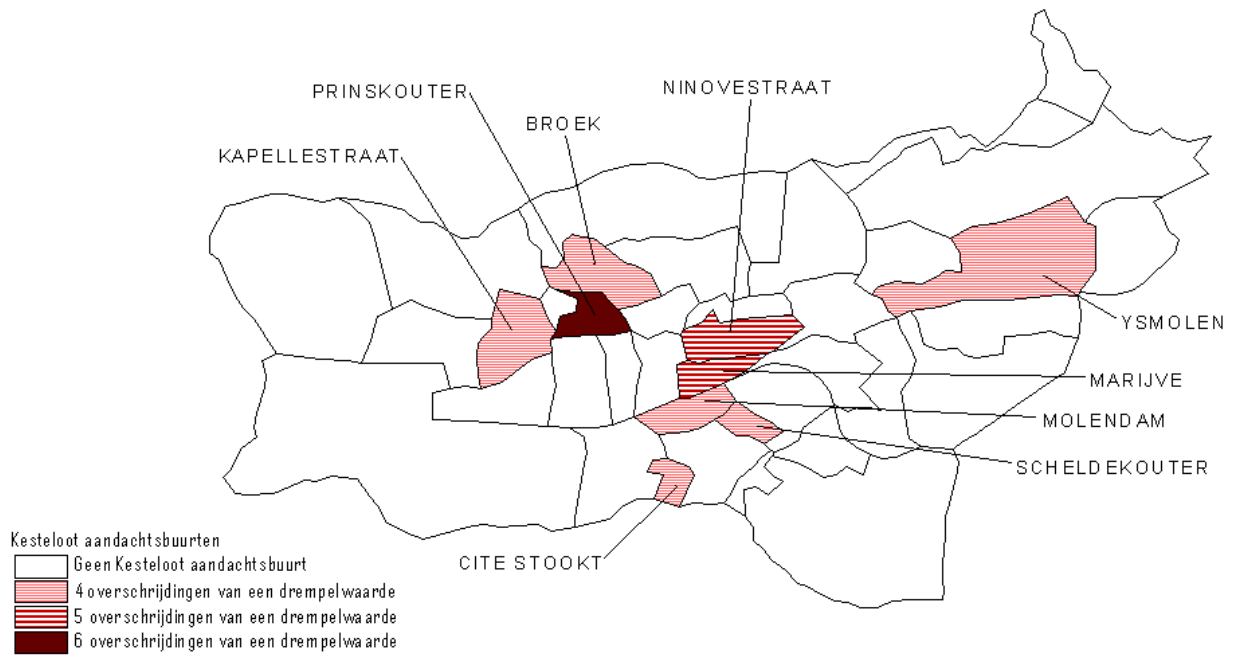 PRINSKOUTER
NINOVESTRAAT
BROEK
KAPELLESTRAAT
YSMOLEN
MARIJVE
MOLENDAM
SCHELDEKOUTER
CITE STOOKT
Kesteloot aandachtsbuurten
Geen Kesteloot aandachtsbuurt
4 overschrijdingen van een drempelwaarde
5 overschrijdingen van een drempelwaarde
6 overschrijdingen van een drempelwaarde